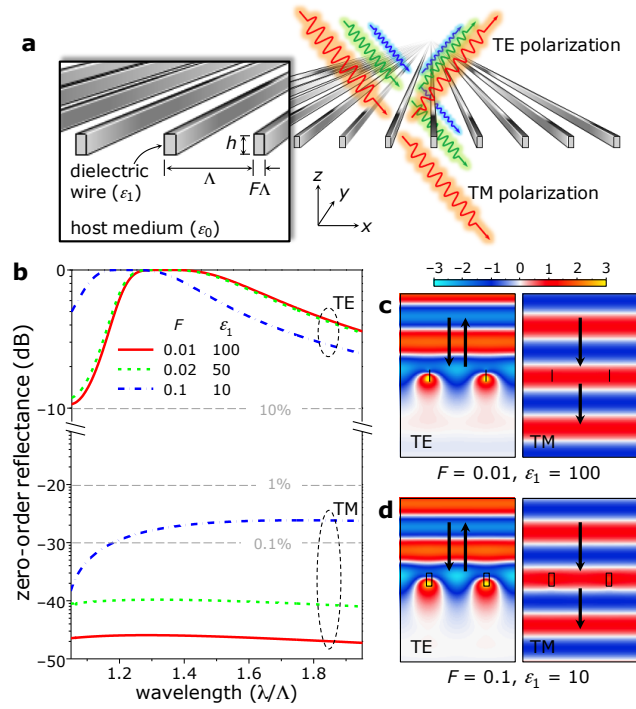 a
TE polarization
h
dielectric
wire (ε1)
Λ
FΛ
host medium (ε0)
z
y
x
TM polarization
b
zero-order reflectance (dB)
0
−10
−20
−30
−40
−50
F ε1
0.01 100
0.02 50
0.1 10
TE
10%
1%
0.1%
TM
1.2 1.4 1.6 1.8
wavelength (λ/Λ)
−3 −2 −1 0 1 2 3
c
TE
TM
F = 0.01, ε1 = 100
d
TE
TM
F = 0.1, ε1 = 10